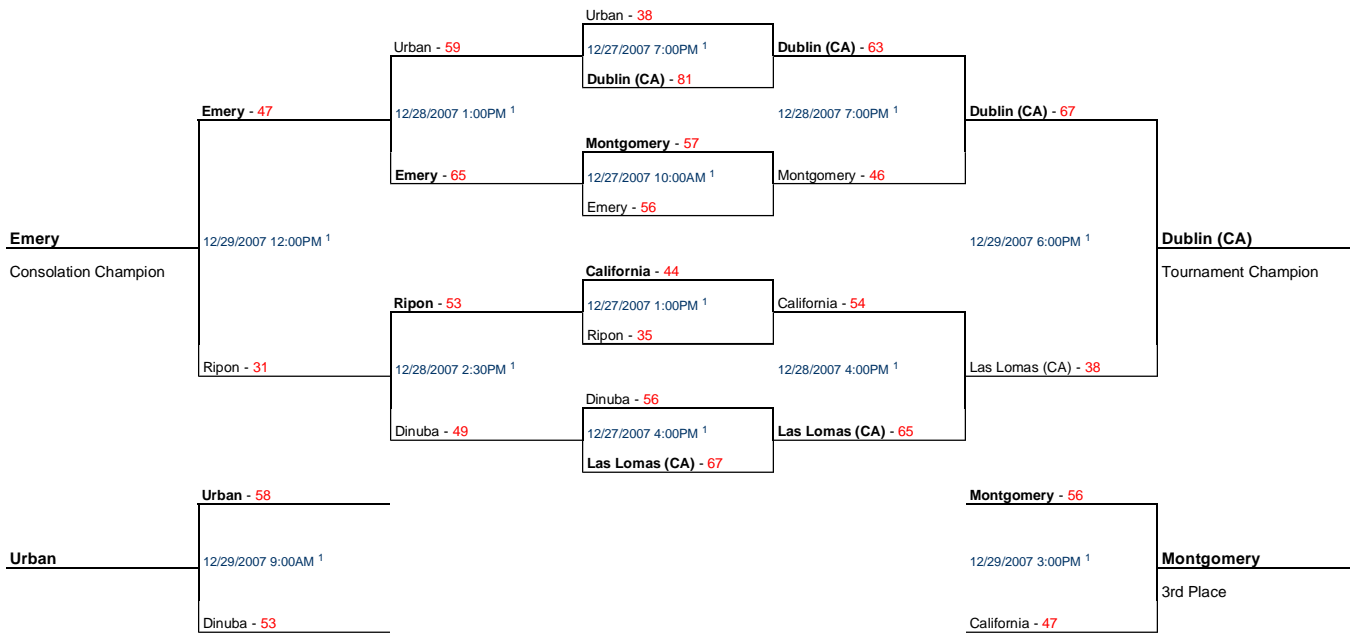 Urban - 38
Urban - 59
12/27/2007 7:00PM 1
Dublin (CA) - 63
Dublin (CA) - 81
Emery - 47
12/28/2007 1:00PM 1
12/28/2007 7:00PM 1
Dublin (CA) - 67
Montgomery - 57
Emery - 65
12/27/2007 10:00AM 1
Montgomery - 46
Emery - 56
Emery
12/29/2007 12:00PM 1
12/29/2007 6:00PM 1
Dublin (CA)
Consolation Champion
California - 44
Tournament Champion
Ripon - 53
12/27/2007 1:00PM 1
California - 54
Ripon - 35
Ripon - 31
12/28/2007 2:30PM 1
12/28/2007 4:00PM 1
Las Lomas (CA) - 38
Dinuba - 56
Dinuba - 49
12/27/2007 4:00PM 1
Las Lomas (CA) - 65
Las Lomas (CA) - 67
Urban - 58
Montgomery - 56
Urban
12/29/2007 9:00AM 1
12/29/2007 3:00PM 1
Montgomery
3rd Place
Dinuba - 53
California - 47